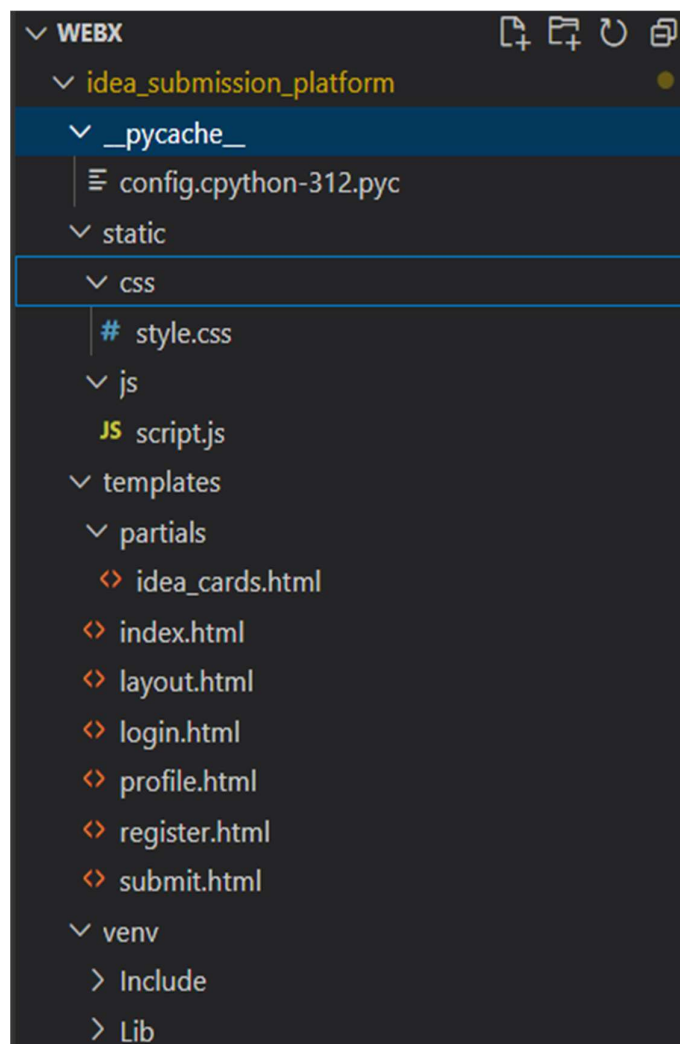 WEBX
idea_submission_platform
__pycache__
config.cpython-312.pyc
static
css
# style.css
js
JS script.js
templates
partials
<> idea_cards.html
<> index.html
<> layout.html
<> login.html
<> profile.html
<> register.html
<> submit.html
venv
Include
Lib